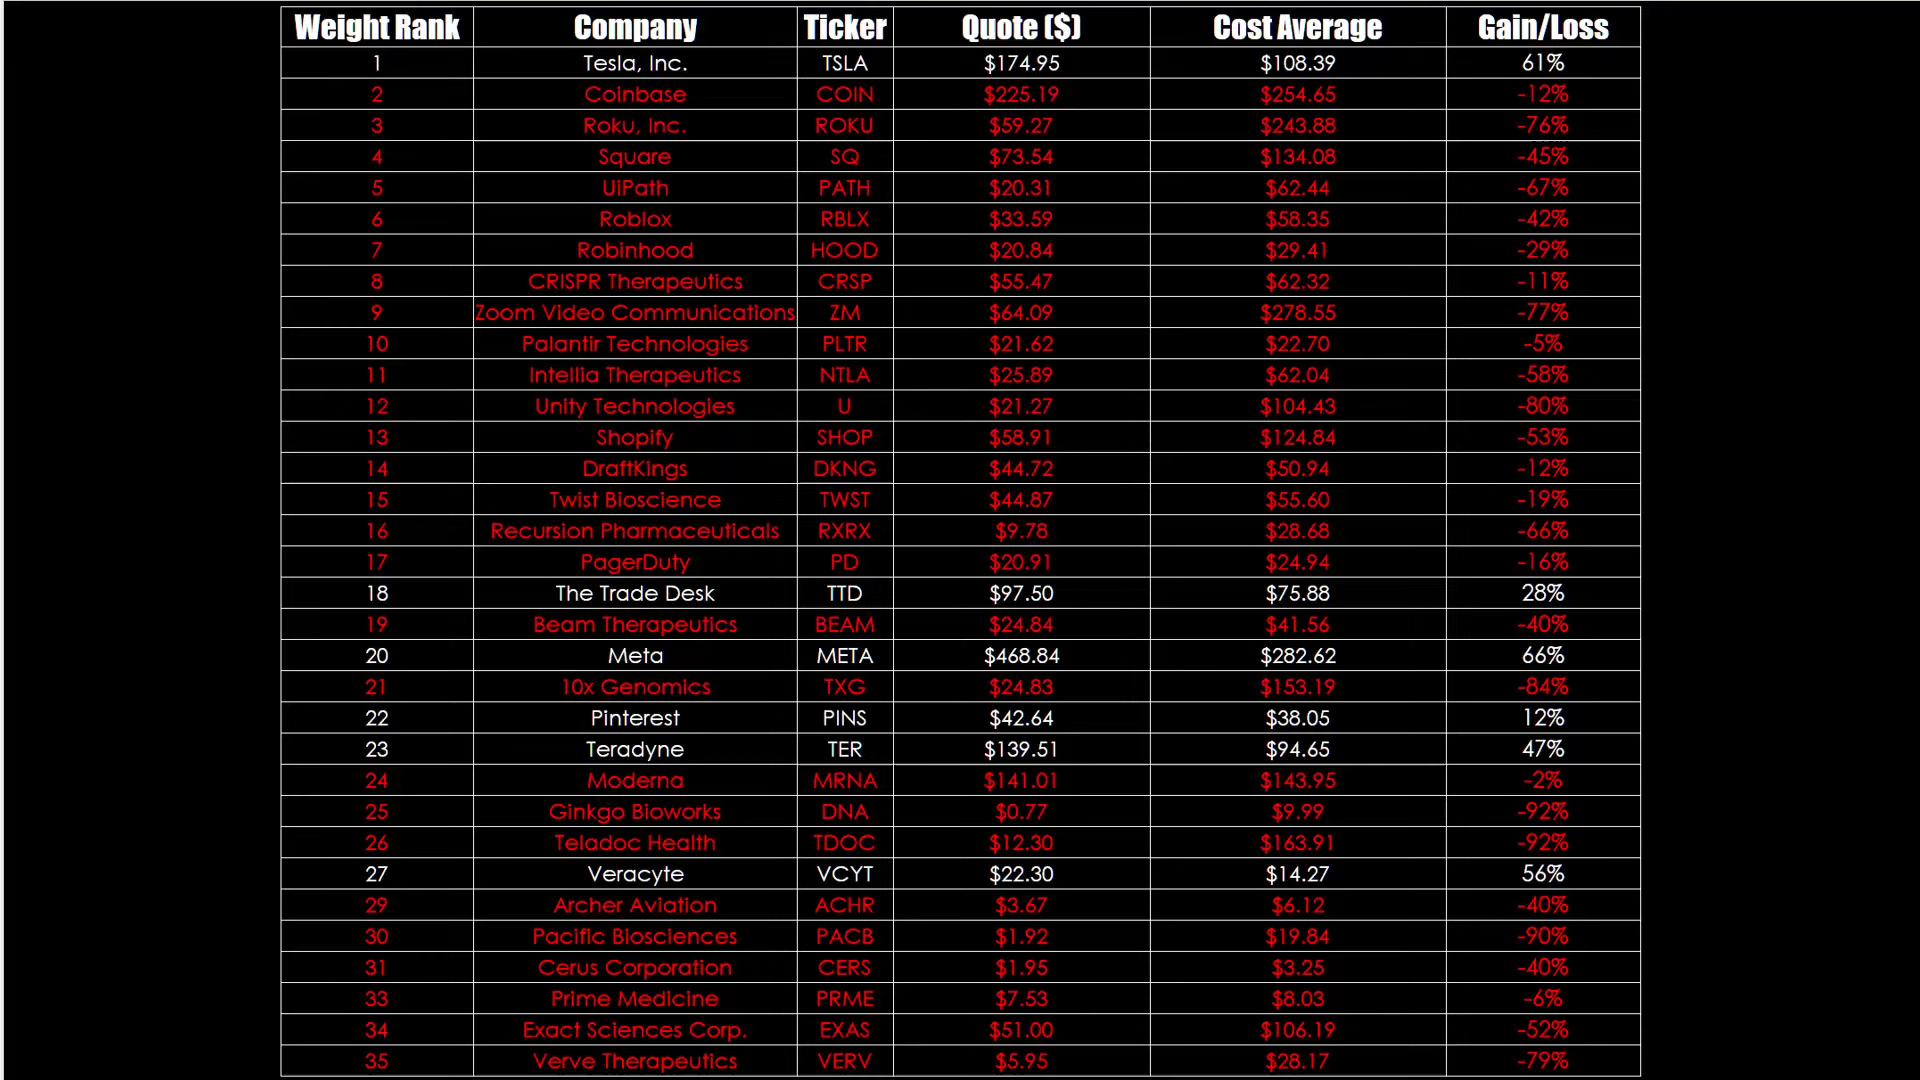 Weight Rank Company Ticker Quote ($) Cost Average Gain/Loss
1 Tesla, Inc. TSLA $174.95 $108.39 61%
2 Coinbase COIN $225.19 $254.65 -12%
3 Roku, Inc. ROKU $59.27 $243.88 -76%
4 Square SQ $73.54 $134.08 -45%
5 UiPath PATH $20.31 $62.44 -67%
6 Roblox RBLX $33.59 $58.35 -42%
7 Robinhood HOOD $20.84 $29.41 -29%
8 CRISPR Therapeutics CRSP $55.47 $62.32 -11%
9 Zoom Video Communications ZM $64.09 $278.55 -77%
10 Palantir Technologies PLTR $21.62 $22.70 -5%
11 Intellia Therapeutics NTLA $25.89 $62.04 -58%
12 Unity Technologies U $21.27 $104.43 -80%
13 Shopify SHOP $58.91 $124.84 -53%
14 DraftKings DKNG $44.72 $50.94 -12%
15 Twist Bioscience TWST $44.87 $55.60 -19%
16 Recursion Pharmaceuticals RXRX $9.78 $28.68 -66%
17 PagerDuty PD $20.91 $24.94 -16%
18 The Trade Desk TTD $97.50 $75.88 28%
19 Beam Therapeutics BEAM $24.84 $41.56 -40%
20 Meta META $468.84 $282.62 66%
21 10x Genomics TXG $24.83 $153.19 -84%
22 Pinterest PINS $42.64 $38.05 12%
23 Teradyne TER $139.51 $94.65 47%
24 Moderna MRNA $141.01 $143.95 -2%
25 Ginkgo Bioworks DNA $0.77 $9.99 -92%
26 Teladoc Health TDOC $12.30 $163.91 -92%
27 Veracyte VCYT $22.30 $14.27 56%
29 Archer Aviation ACHR $3.67 $6.12 -40%
30 Pacific Biosciences PACB $1.92 $19.84 -90%
31 Cerus Corporation CERS $1.95 $3.25 -40%
33 Prime Medicine PRME $7.53 $8.03 -6%
34 Exact Sciences Corp. EXAS $51.00 $106.19 -52%
35 Verve Therapeutics VERV $5.95 $28.17 -79%